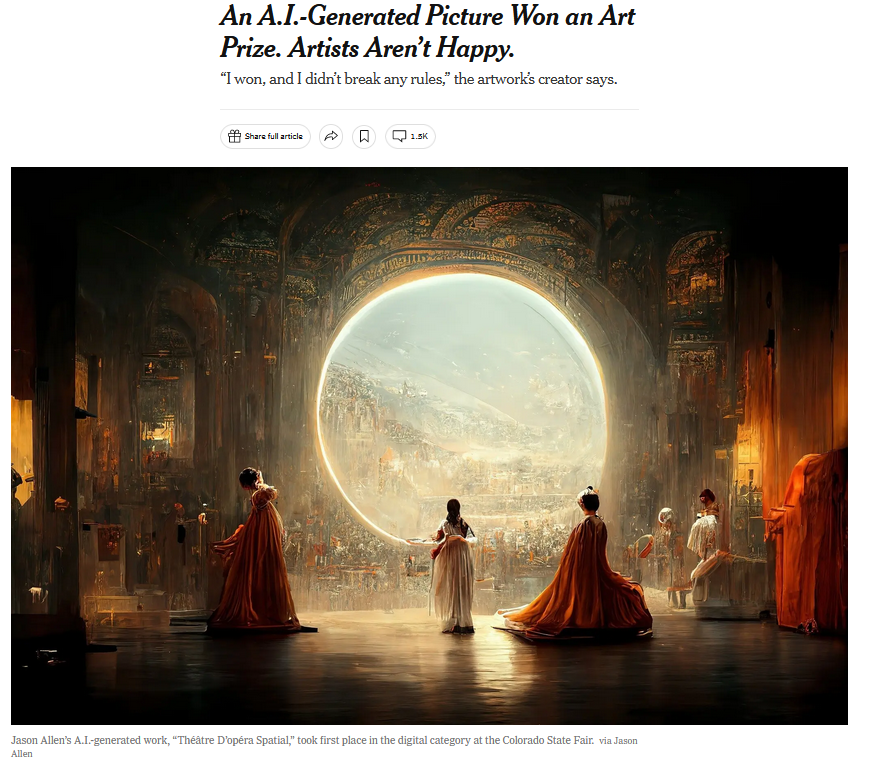 An A.I.-Generated Picture Won an Art
Prize. Artists Aren’t Happy.
“I won, and I didn’t break any rules,” the artwork’s creator says.
Share full article
1.5K
Jason Allen’s A.I.-generated work, “Théâtre D’opéra Spatial,” took first place in the digital category at the Colorado State Fair. via Jason
Allen